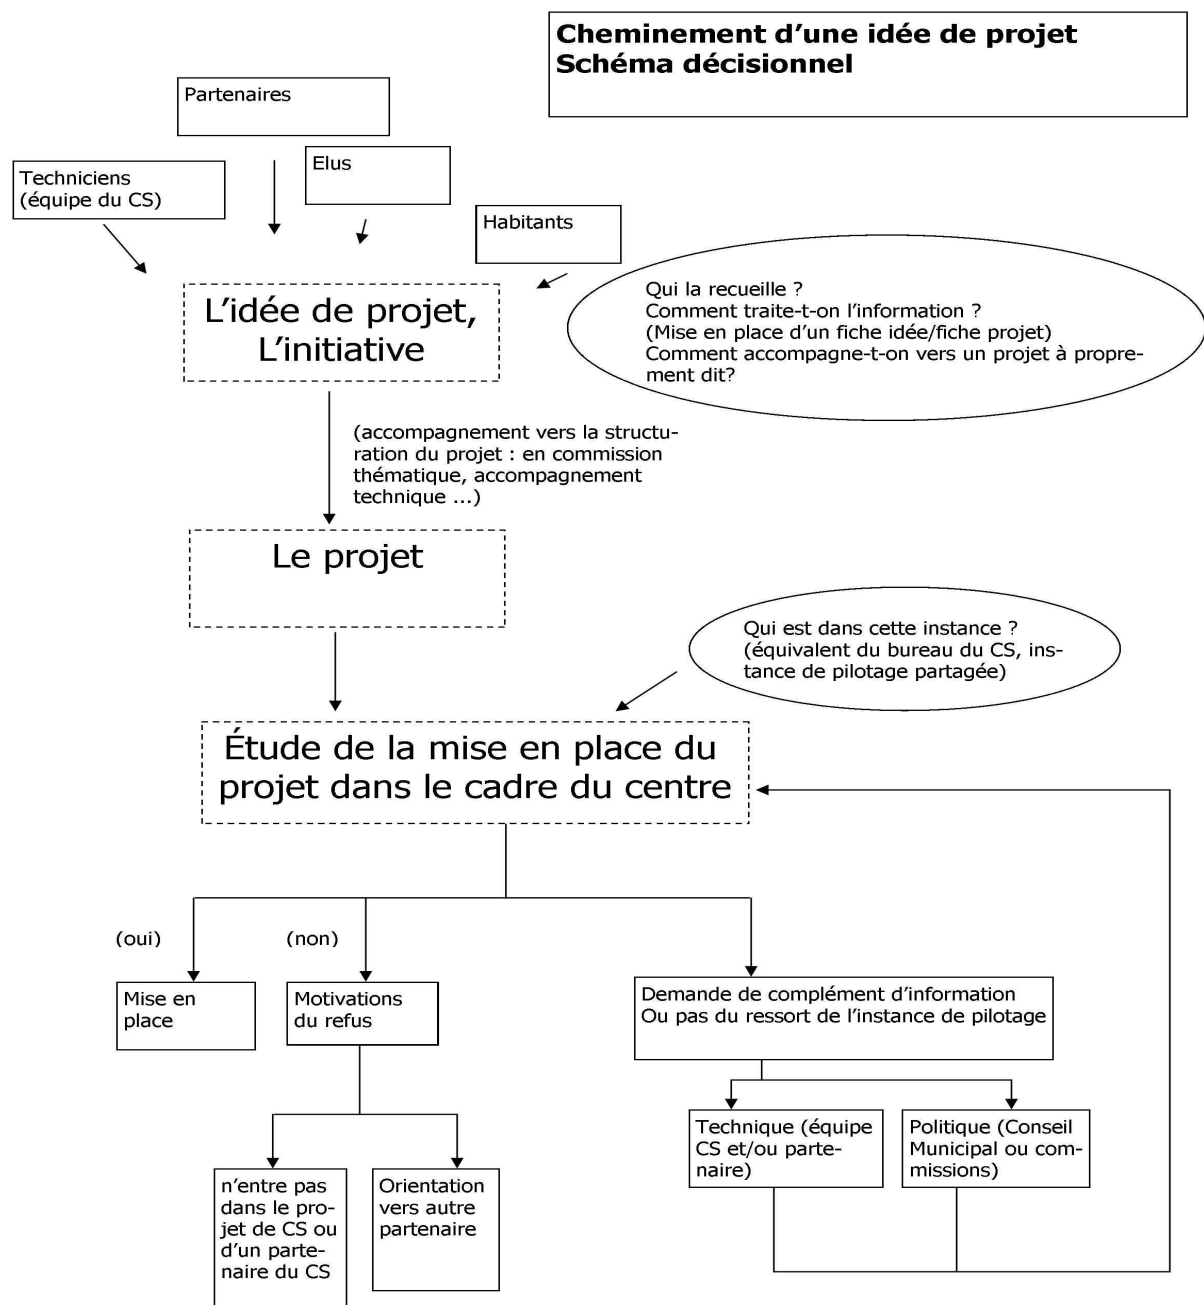 Cheminement d'une idée de projet
Schéma décisionnel
Partenaires
Techniciens
(équipe du CS)
Elus
Habitants
L'idée de projet,
L'initiative
Qui la recueille ?
Comment traite-t-on l'information ?
(Mise en place d'un fiche idée/fiche projet)
Comment accompagne-t-on vers un projet à propre-
ment dit?
(accompagnement vers la structu-
ration du projet : en commission
thématique, accompagnement
technique ...)
Le projet
Qui est dans cette instance ?
(équivalent du bureau du CS, ins-
tance de pilotage partagée)
Étude de la mise en place du
projet dans le cadre du centre
(oui)
(non)
Mise en
place
Motivations
du refus
Demande de complément d'information
Ou pas du ressort de l'instance de pilotage
Technique (équipe
CS et/ou parte-
naire)
Politique (Conseil
Municipal ou com-
missions)
n'entre pas
dans le pro-
jet de CS ou
d'un parte-
naire du CS
Orientation
vers autre
partenaire